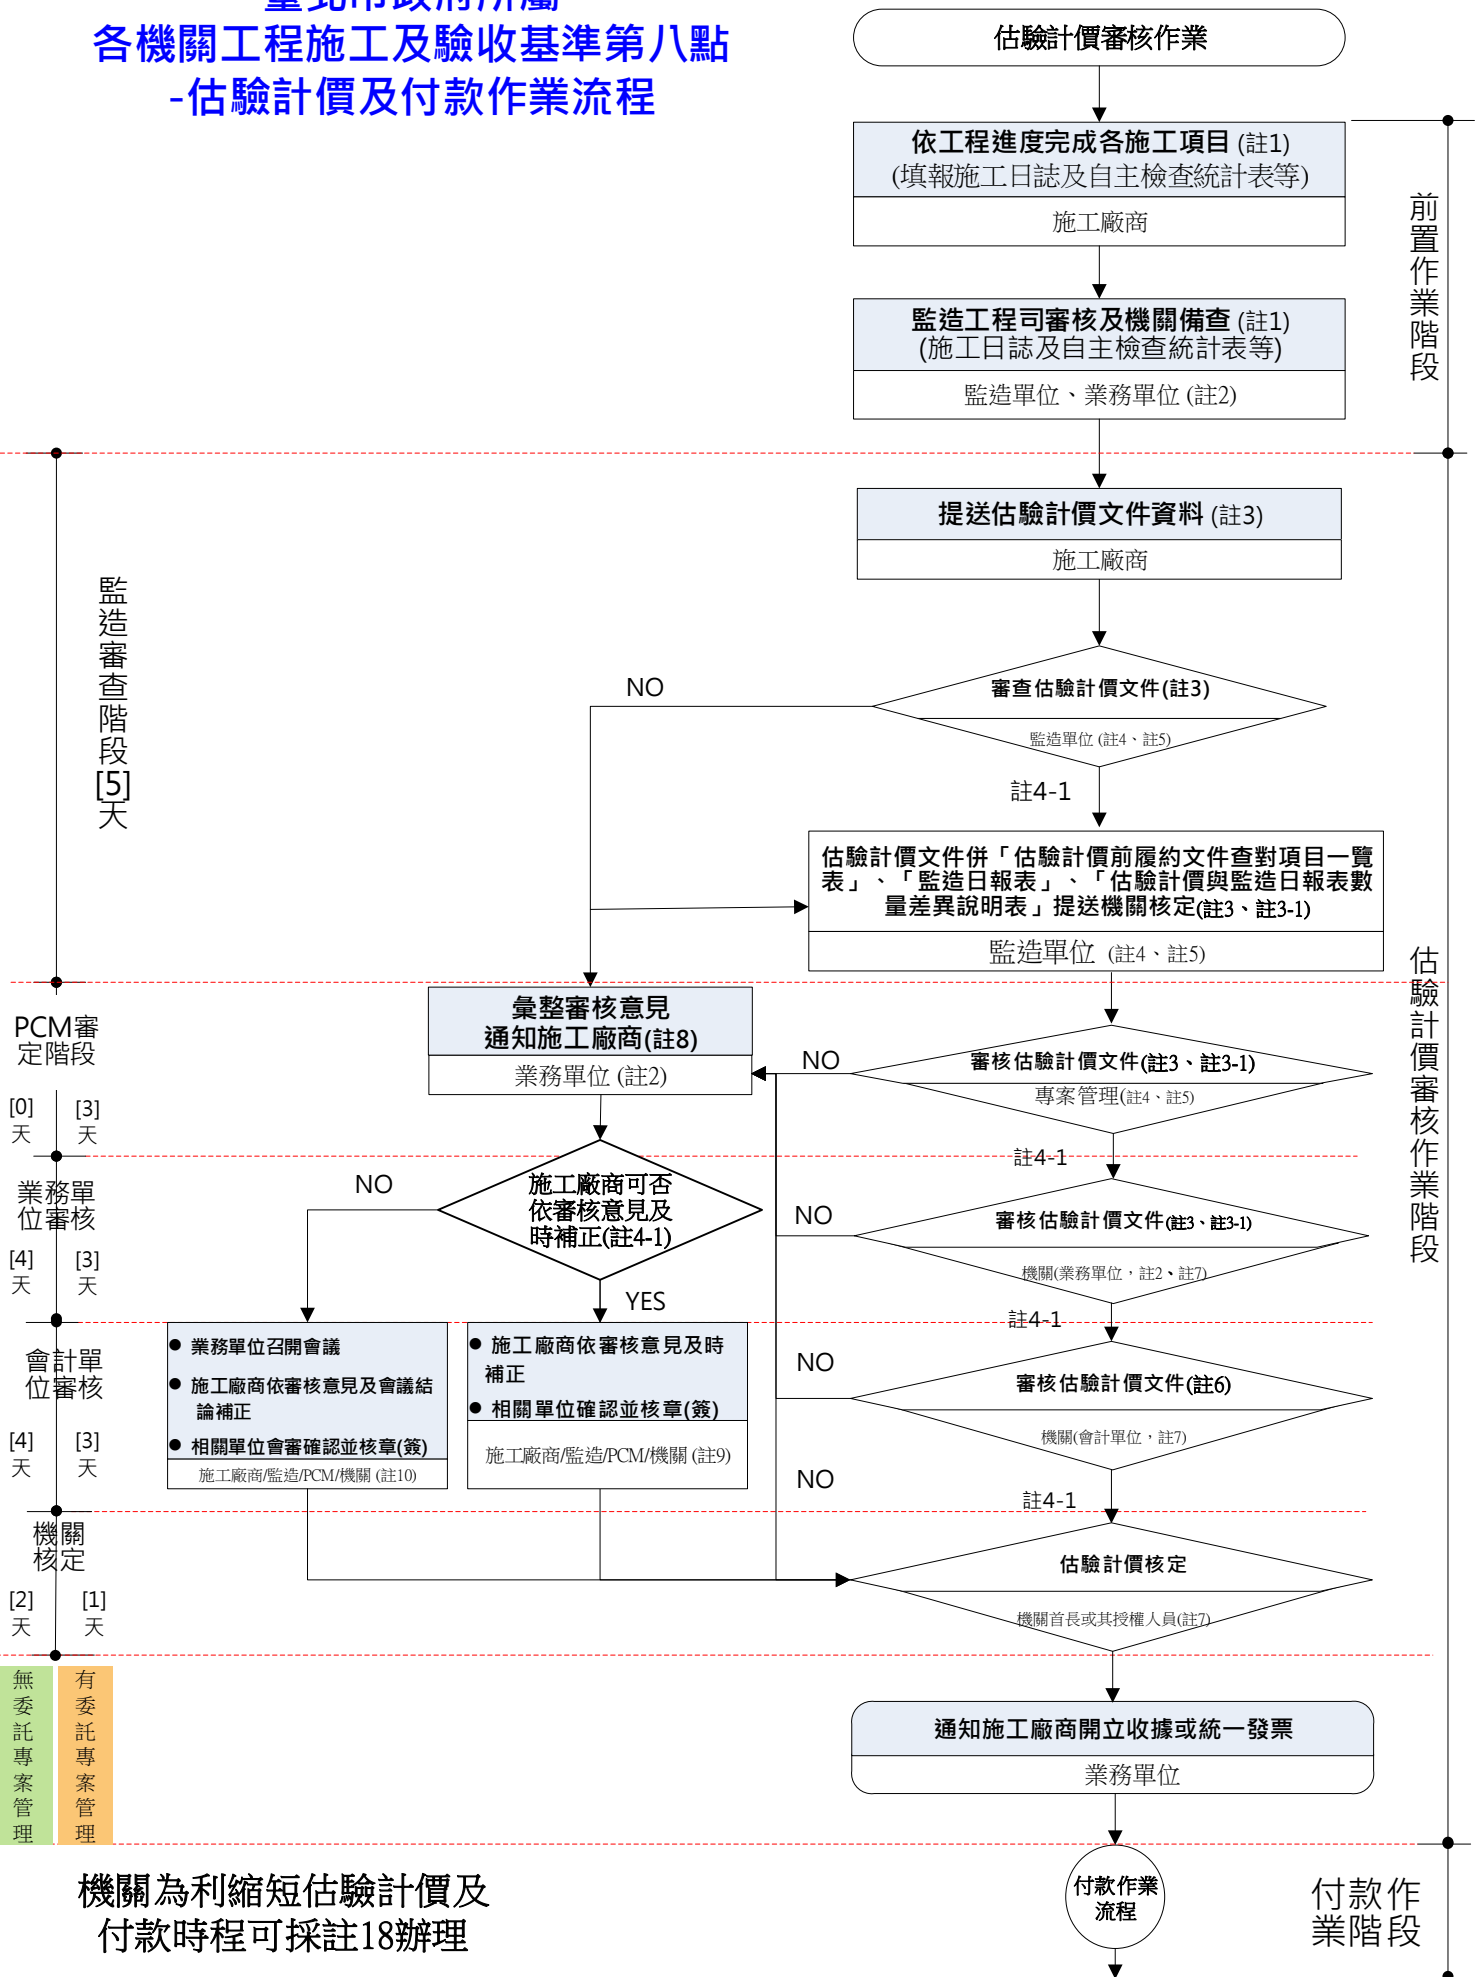 臺北市政府所屬
各機關工程施工及驗收基準第八點
-估驗計價及付款作業流程
估驗計價審核作業
依工程進度完成各施工項目 (註1)
(填報施工日誌及自主檢查統計表等)
施工廠商
前置作業階段
監造工程司審核及機關備查 (註1)
(施工日誌及自主檢查統計表等)
監造單位、業務單位 (註2)
提送估驗計價文件資料 (註3)
施工廠商
監造審查階段
[5]
天
NO
審查估驗計價文件(註3)
監造單位 (註4、註5)
註4-1
估驗計價文件併「估驗計價前履約文件查對項目一覽
表」、「監造日報表」、「估驗計價與監造日報表數
量差異說明表」提送機關核定(註3、註3-1)
監造單位 (註4、註5)
估驗計價審核作業階段
PCM審
定階段
[0]
天
[3]
天
彙整審核意見
通知施工廠商(註8)
業務單位 (註2)
NO
審核估驗計價文件(註3、註3-1)
專案管理(註4、註5)
註4-1
業務單
位審核
[4]
天
[3]
天
NO
施工廠商可否
依審核意見及
時補正(註4-1)
YES
NO
審核估驗計價文件(註3、註3-1)
機關(業務單位，註2、註7)
註4-1
會計單
位審核
[4]
天
[3]
天
● 業務單位召開會議
● 施工廠商依審核意見及會議結
論補正
● 相關單位會審確認並核章(簽)
施工廠商/監造/PCM/機關 (註10)
● 施工廠商依審核意見及時
補正
● 相關單位確認並核章(簽)
施工廠商/監造/PCM/機關 (註9)
NO
審核估驗計價文件(註6)
機關(會計單位，註7)
NO
註4-1
機關
核定
[2]
天
[1]
天
估驗計價核定
機關首長或其授權人員(註7)
無委託專案管理
有委託專案管理
通知施工廠商開立收據或統一發票
業務單位
機關為利縮短估驗計價及
付款時程可採註18辦理
付款作業
流程
付款作
業階段